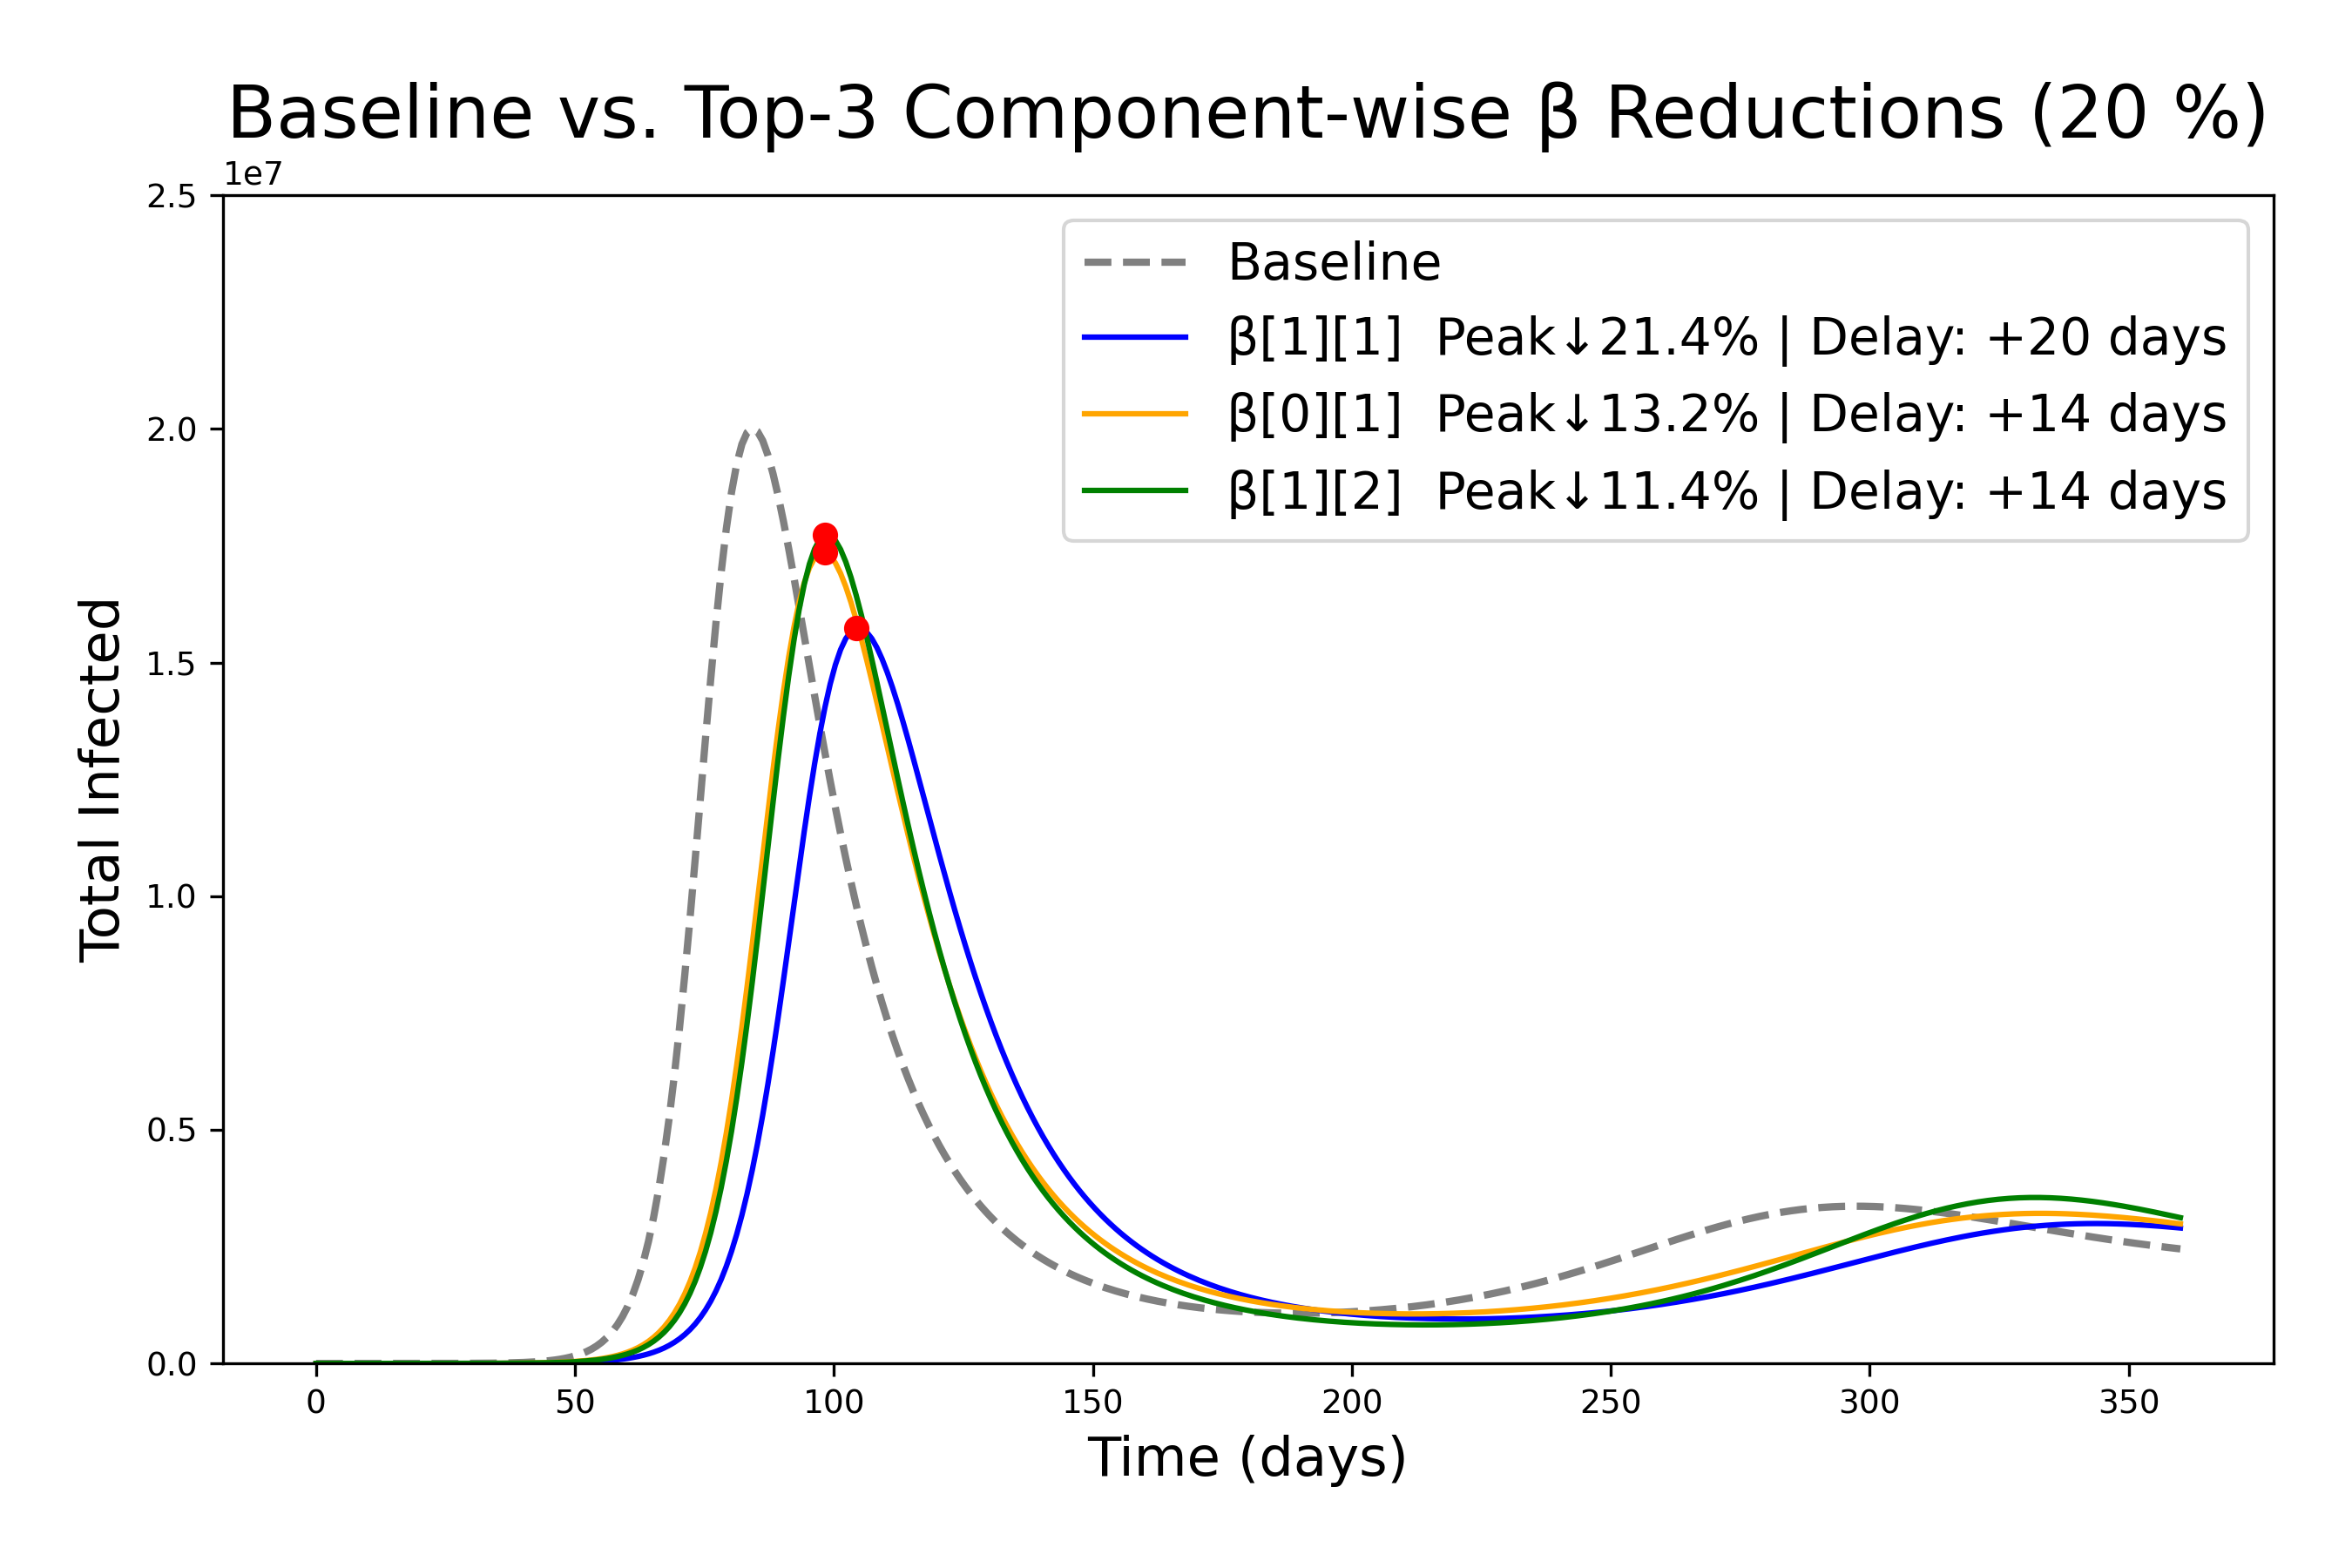 Baseline vs. Top-3 Component-wise β Reductions (20 %)
1e7
2.5
2.0
1.5
1.0
0.5
0.0
Total Infected
Baseline
β[1][1] Peak↓21.4% | Delay: +20 days
β[0][1] Peak↓13.2% | Delay: +14 days
β[1][2] Peak↓11.4% | Delay: +14 days
0 50 100 150 200 250 300 350
Time (days)